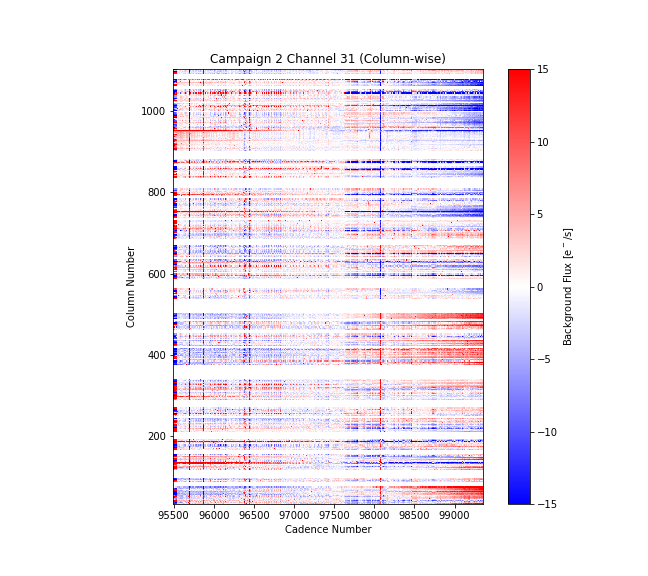 Campaign 2 Channel 31 (Column-wise)
Column Number
1000
800
600
400
200
95500 96000 96500 97000 97500 98000 98500 99000
Cadence Number
15
10
5
0
−5
−10
−15
Background Flux [e⁻/s]